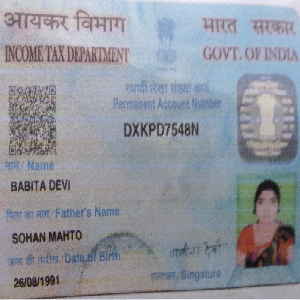 आयकर विभाग भारत सरकार
INCOME TAX DEPARTMENT GOVT. OF INDIA
स्थायी लेखा संख्या कार्ड
Permanent Account Number
DXKPD7548N
नाम / Name
BABITA DEVI
पिता का नाम / Father's Name
SOHAN MAHTO
जन्म की तारीख / Date of Birth
26/08/1991
हस्ताक्षर / Singature